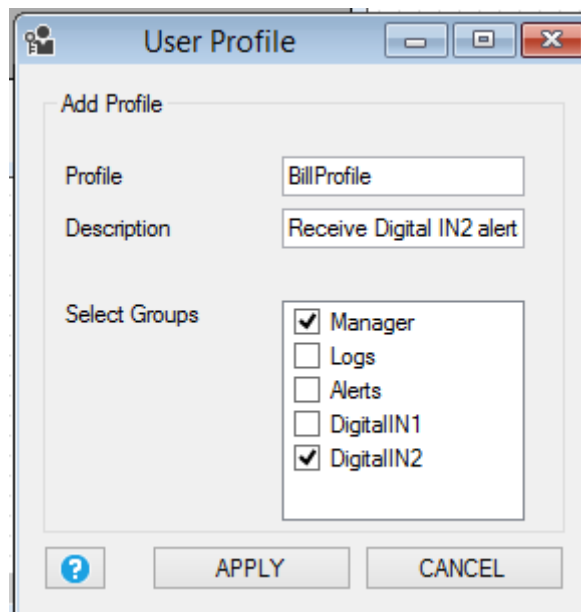 User Profile
Add Profile
Profile BillProfile
Description Receive Digital IN2 alert
Select Groups
Manager
Logs
Alerts
DigitalIN1
DigitalIN2
? APPLY CANCEL